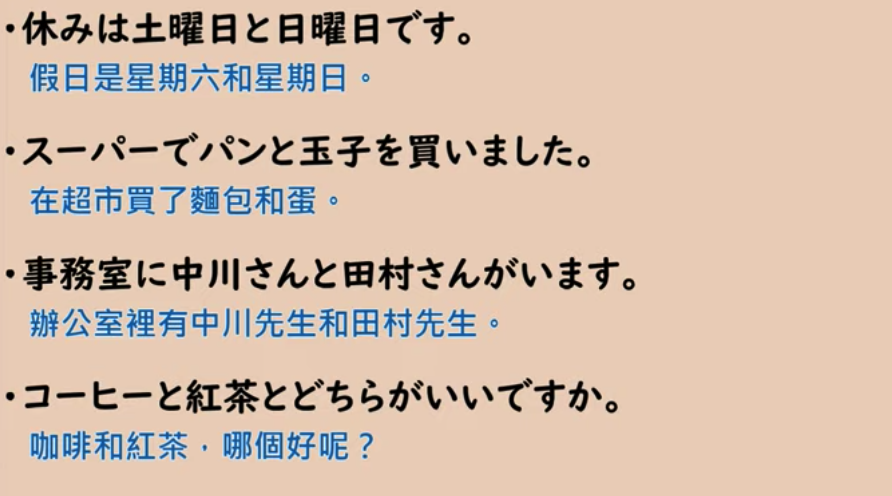 ・休みは土曜日と日曜日です。
假日是星期六和星期日。
・スーパーでパンと玉子を買いました。
在超市買了麵包和蛋。
・事務室に中川さんと田村さんがいます。
辦公室裡有中川先生和田村先生。
・コーヒーと紅茶とどちらがいいですか。
咖啡和紅茶，哪個好呢？